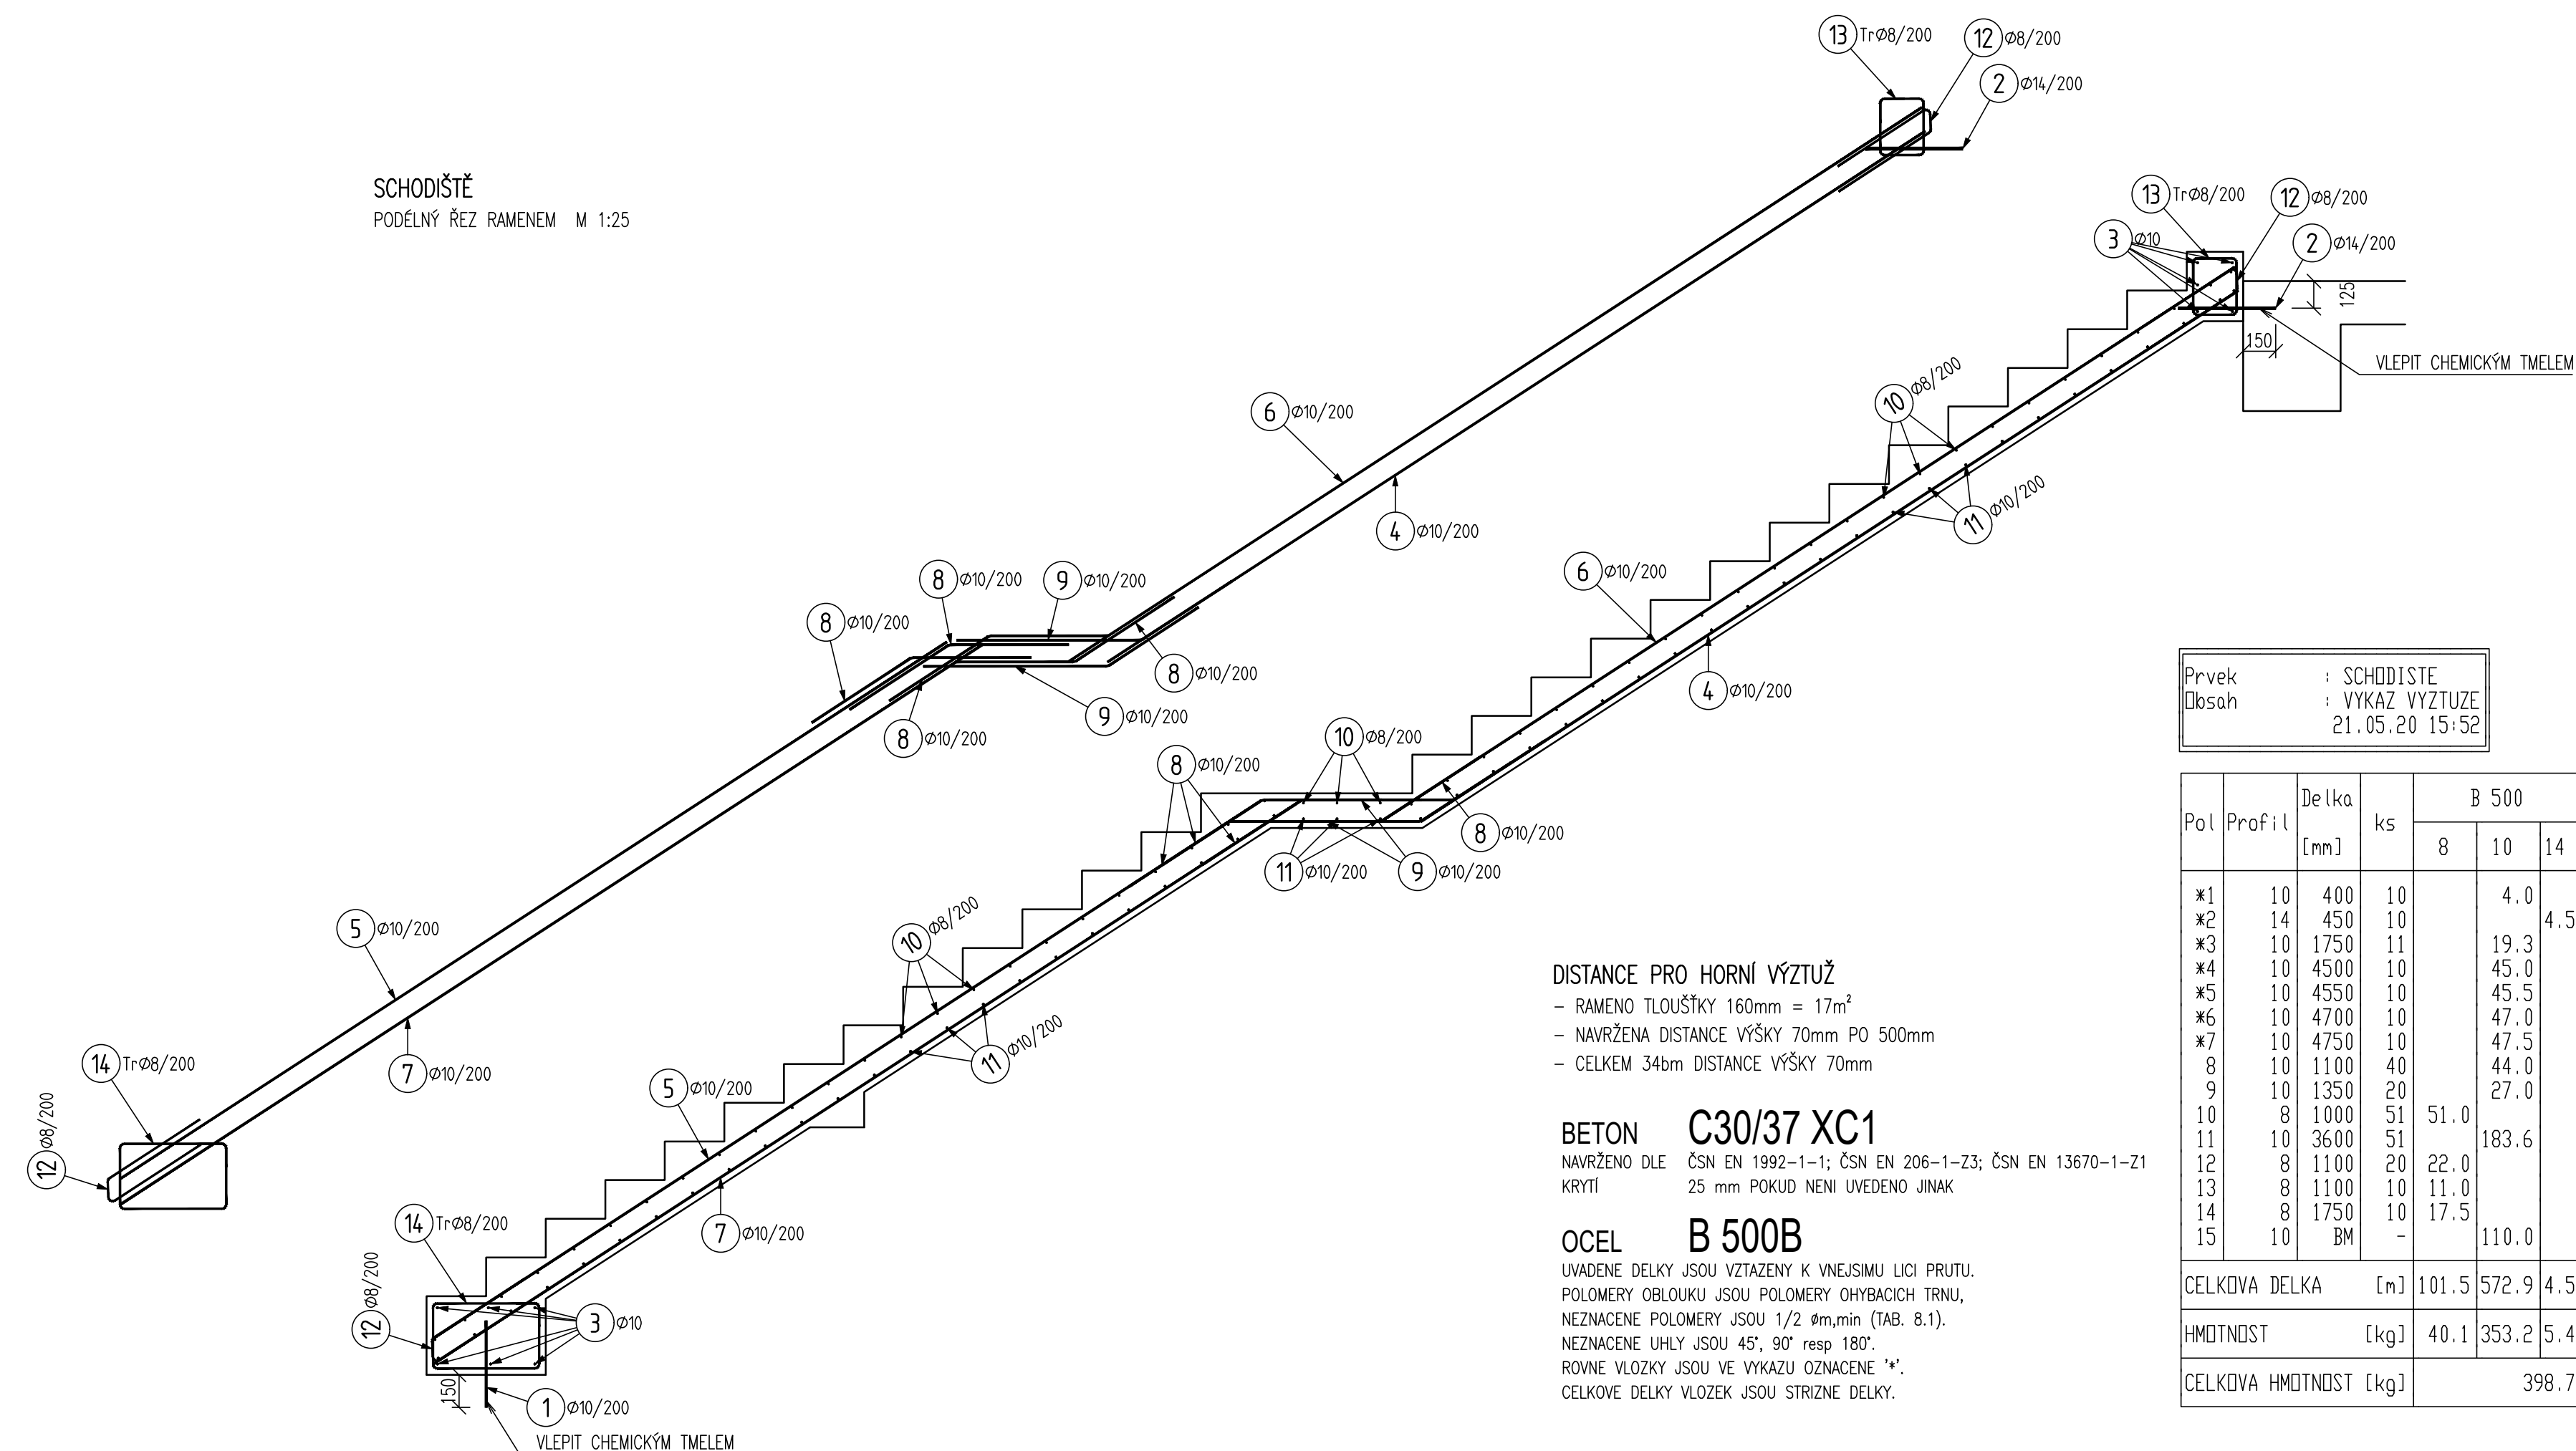 SCHODIŠTĚ
PODÉLNÝ ŘEZ RAMENEM M 1:25
13 TrØ8/200
12 Ø8/200
2 Ø14/200
13 TrØ8/200
12 Ø8/200
3 Ø10
2 Ø14/200
125
150
VLEPIT CHEMICKÝM TMELEM
6 Ø10/200
10 Ø8/200
11 Ø10/200
4 Ø10/200
8 Ø10/200
9 Ø10/200
8 Ø10/200
6 Ø10/200
8 Ø10/200
9 Ø10/200
8 Ø10/200
4 Ø10/200
10 Ø8/200
8 Ø10/200
8 Ø10/200
11 Ø10/200
9 Ø10/200
5 Ø10/200
10 Ø8/200
7 Ø10/200
11 Ø10/200
14 TrØ8/200
12 Ø8/200
5 Ø10/200
14 TrØ8/200
7 Ø10/200
12 Ø8/200
3 Ø10
150
1 Ø10/200
VLEPIT CHEMICKÝM TMELEM
Prvek : SCHODISTE
Obsah : VYKAZ VYZTUZE
21.05.20 15:52
Pol Profil Delka [mm] ks B 500
8 10 14
*1 10 400 10 4.0
*2 14 450 10 4.5
*3 10 1750 11 19.3
*4 10 4500 10 45.0
*5 10 4550 10 45.5
*6 10 4700 10 47.0
*7 10 4750 10 47.5
8 10 1100 40 44.0
9 10 1350 20 27.0
10 8 1000 51 51.0
11 10 3600 51 183.6
12 8 1100 20 22.0
13 8 1100 10 11.0
14 8 1750 10 17.5
15 10 BM - 110.0
CELKOVA DELKA [m] 101.5 572.9 4.5
HMOTNOST [kg] 40.1 353.2 5.4
CELKOVA HMOTNOST [kg] 398.7
DISTANCE PRO HORNÍ VÝZTUŽ
- RAMENO TLOUŠŤKY 160mm = 17m²
- NAVRŽENA DISTANCE VÝŠKY 70mm PO 500mm
- CELKEM 34bm DISTANCE VÝŠKY 70mm
BETON C30/37 XC1
NAVRŽENO DLE ČSN EN 1992-1-1; ČSN EN 206-1-Z3; ČSN EN 13670-1-Z1
KRYTÍ 25 mm POKUD NENI UVEDENO JINAK
OCEL B 500B
UVADENE DELKY JSOU VZTAZENY K VNEJSIMU LICI PRUTU.
POLOMERY OBLOUKU JSOU POLOMERY OHYBACICH TRNU,
NEZNACENE POLOMERY JSOU 1/2 øm,min (TAB. 8.1).
NEZNACENE UHLY JSOU 45°, 90° resp 180°.
ROVNE VLOZKY JSOU VE VYKAZU OZNACENE '*'.
CELKOVE DELKY VLOZEK JSOU STRIZNE DELKY.